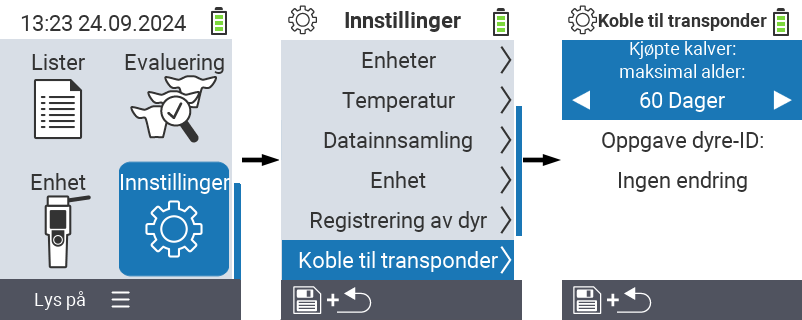 13:23 24.09.2024
Lister
Evaluering
Enhet
Innstillinger
Lys på
Innstillinger
Enheter
Temperatur
Datainnsamling
Enhet
Registrering av dyr
Koble til transponder
+
Koble til transponder
Kjøpte kalver:
maksimal alder:
60 Dager
Oppgave dyre-ID:
Ingen endring
+